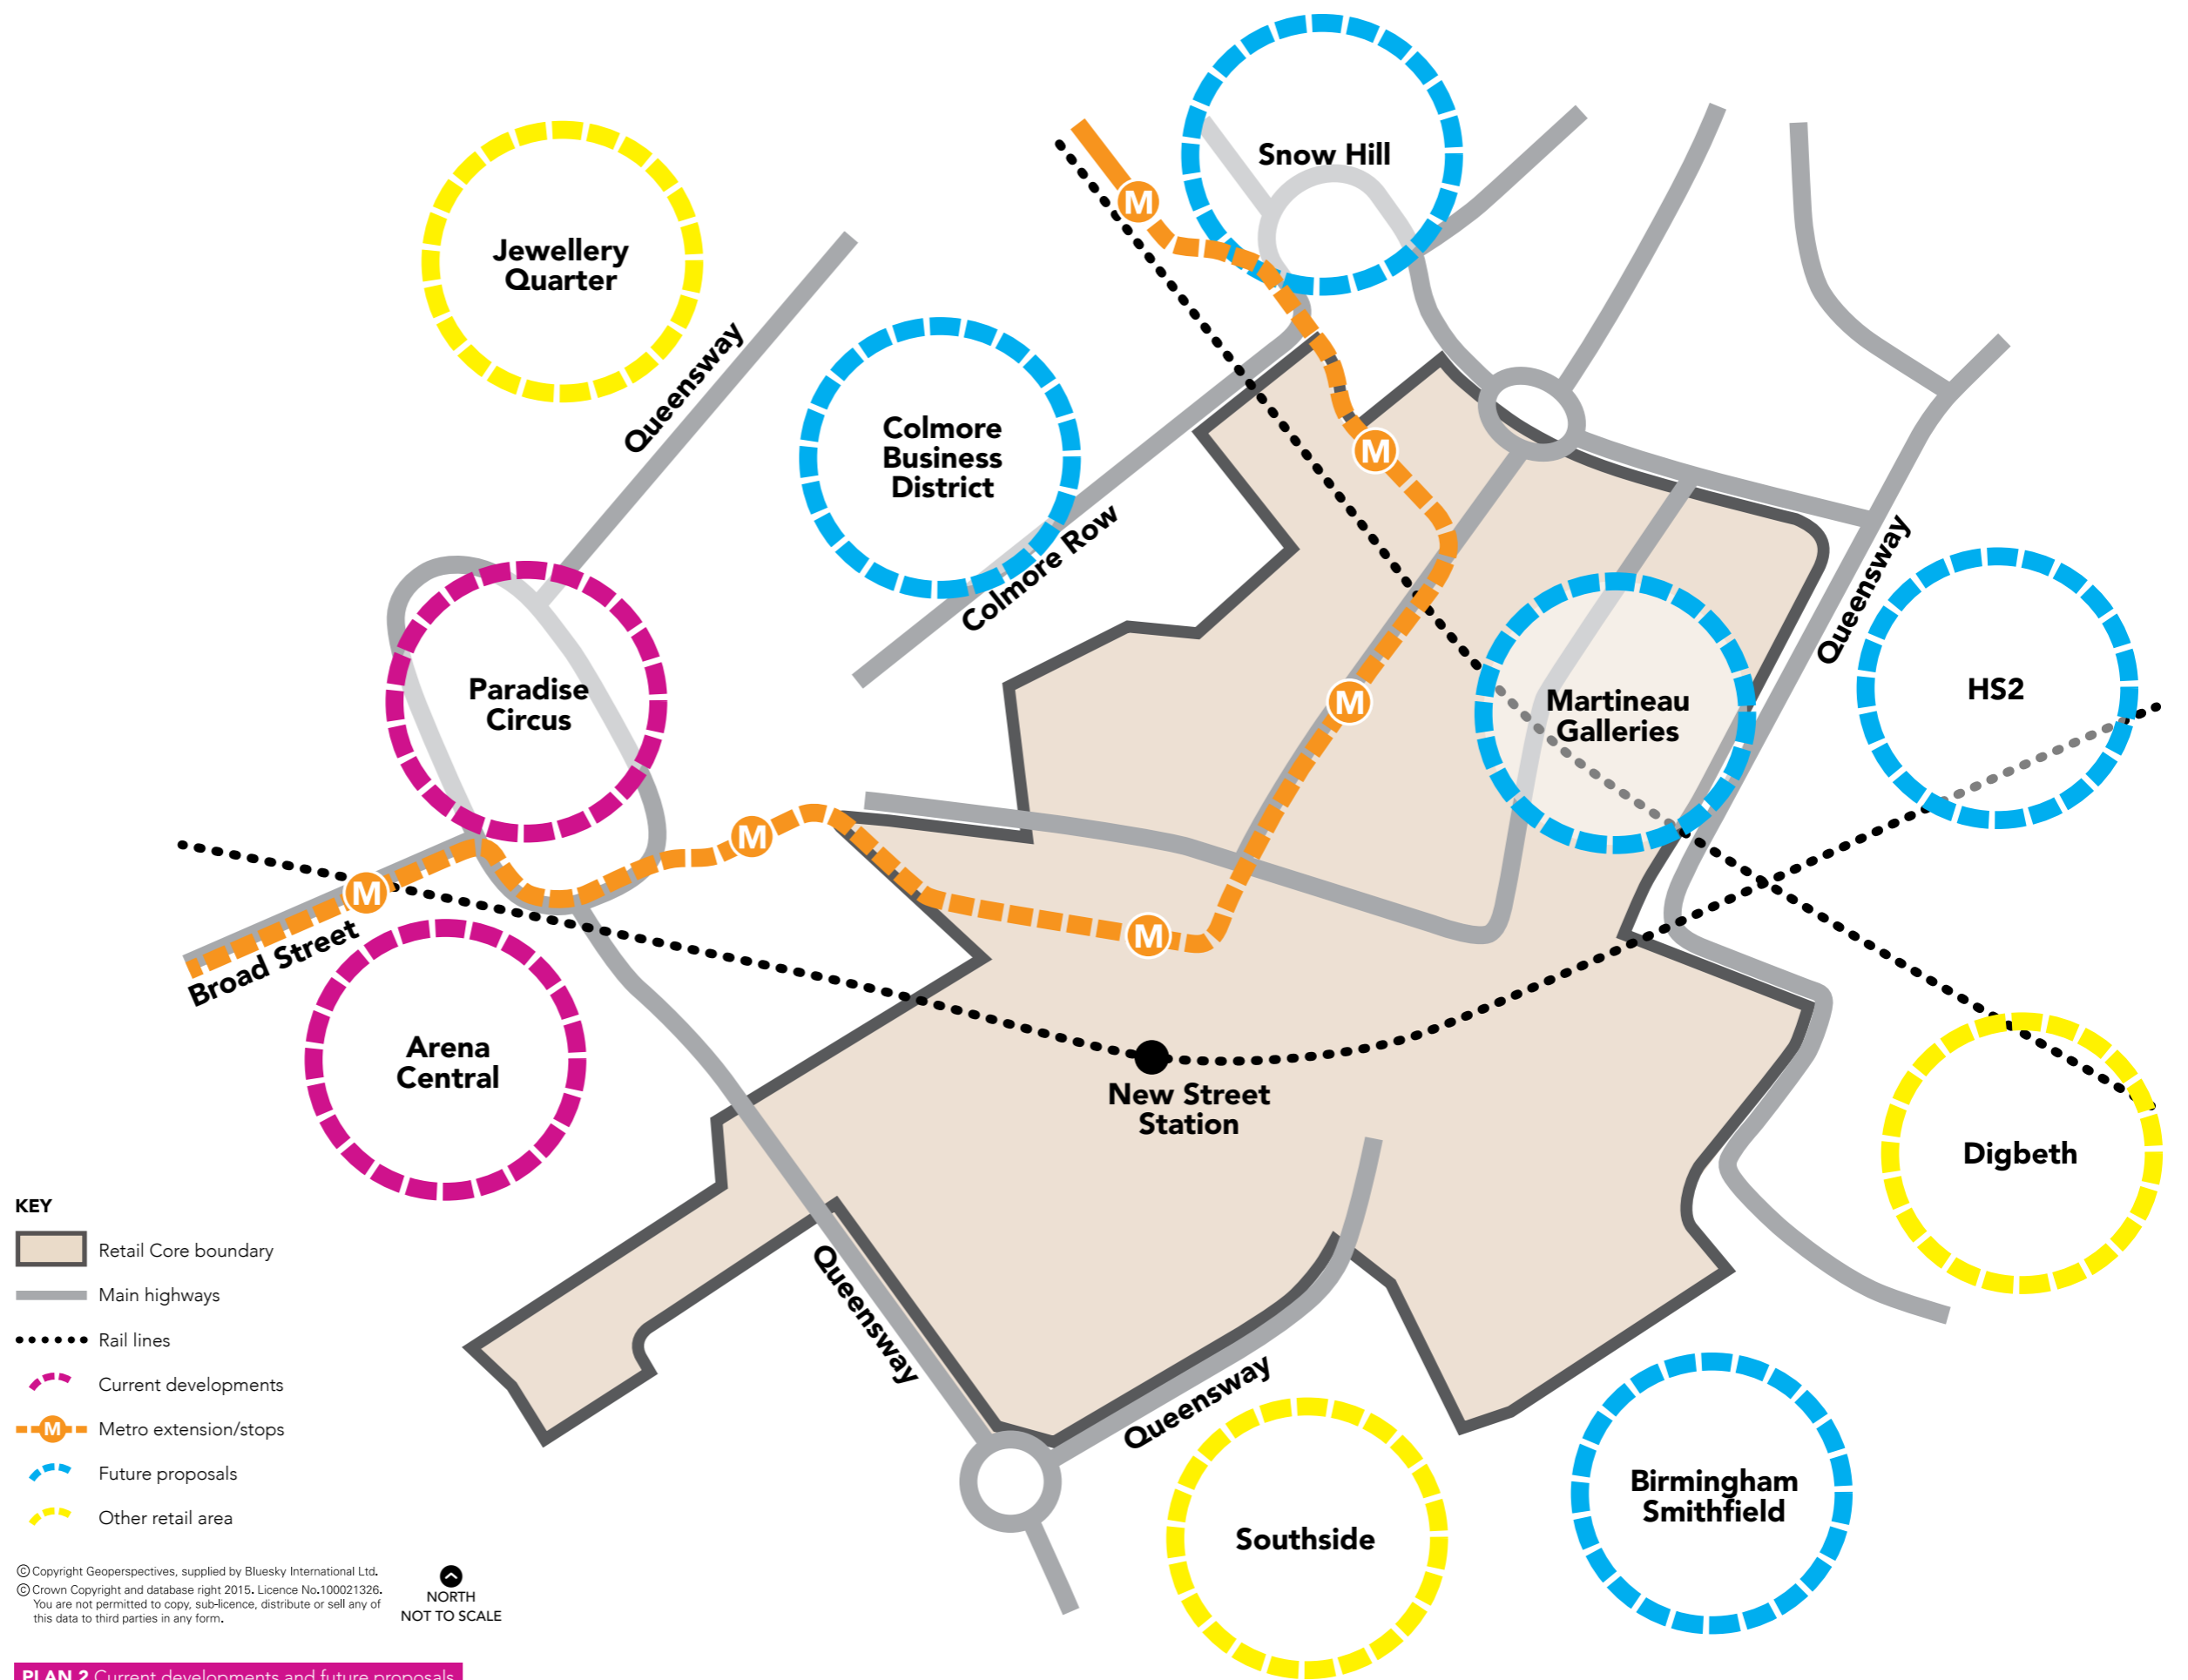 Snow Hill
M
Jewellery
Quarter
Queensway
Colmore
Business
District
M
Colmore Row
Queensway
Paradise
Circus
M
Martineau
Galleries
HS2
M
M
Broad Street
M
Arena
Central
New Street
Station
Digbeth
Queensway
Queensway
Southside
Birmingham
Smithfield
KEY
Retail Core boundary
Main highways
Rail lines
Current developments
M Metro extension/stops
Future proposals
Other retail area
© Copyright Geoperspectives, supplied by Bluesky International Ltd.
© Crown Copyright and database right 2015. Licence No.100021326.
You are not permitted to copy, sub-licence, distribute or sell any of
this data to third parties in any form.
NORTH
NOT TO SCALE
PLAN 2 Current developments and future proposals